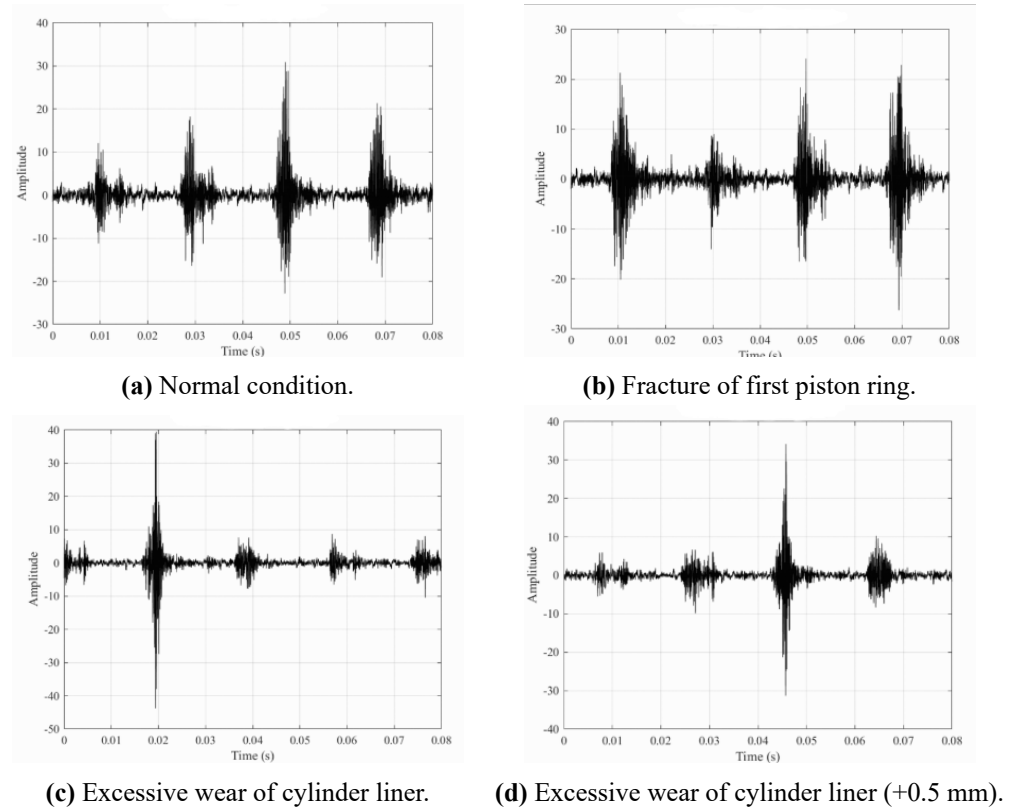 40
30
20
10
0
-10
-20
-30
Amplitude
0 0.01 0.02 0.03 0.04 0.05 0.06 0.07 0.08
Time (s)
30
20
10
0
-10
-20
-30
Amplitude
0 0.01 0.02 0.03 0.04 0.05 0.06 0.07 0.08
Time (s)
(a) Normal condition.
(b) Fracture of first piston ring.
40
30
20
10
0
-10
-20
-30
-40
-50
Amplitude
0 0.01 0.02 0.03 0.04 0.05 0.06 0.07 0.08
Time (s)
40
30
20
10
0
-10
-20
-30
-40
Amplitude
0 0.01 0.02 0.03 0.04 0.05 0.06 0.07 0.08
Time (s)
(c) Excessive wear of cylinder liner.
(d) Excessive wear of cylinder liner (+0.5 mm).